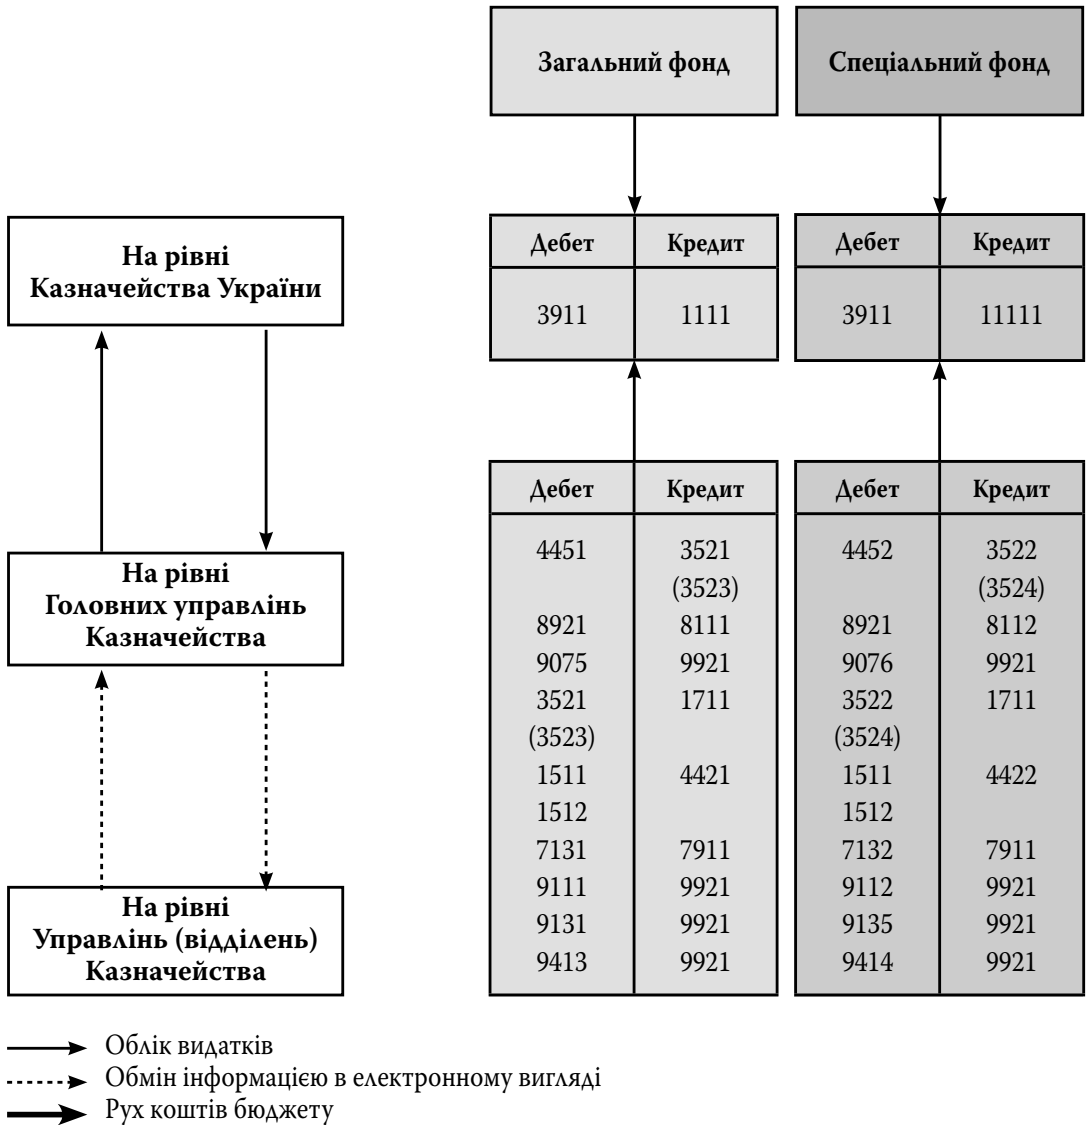 Загальний фонд
Спеціальний фонд
На рівні
Казначейства України
Дебет Кредит
3911 1111
Дебет Кредит
3911 11111
На рівні
Головних управлінь
Казначейства
На рівні
Управлінь (відділень)
Казначейства
Дебет Кредит
4451 3521
(3523)
8921 8111
9075 9921
3521 1711
(3523)
1511 4421
1512
7131 7911
9111 9921
9131 9921
9413 9921
Дебет Кредит
4452 3522
(3524)
8921 8112
9076 9921
3522 1711
(3524)
1511 4422
1512
7132 7911
9112 9921
9135 9921
9414 9921
Облік видатків
Обмін інформацією в електронному вигляді
Рух коштів бюджету